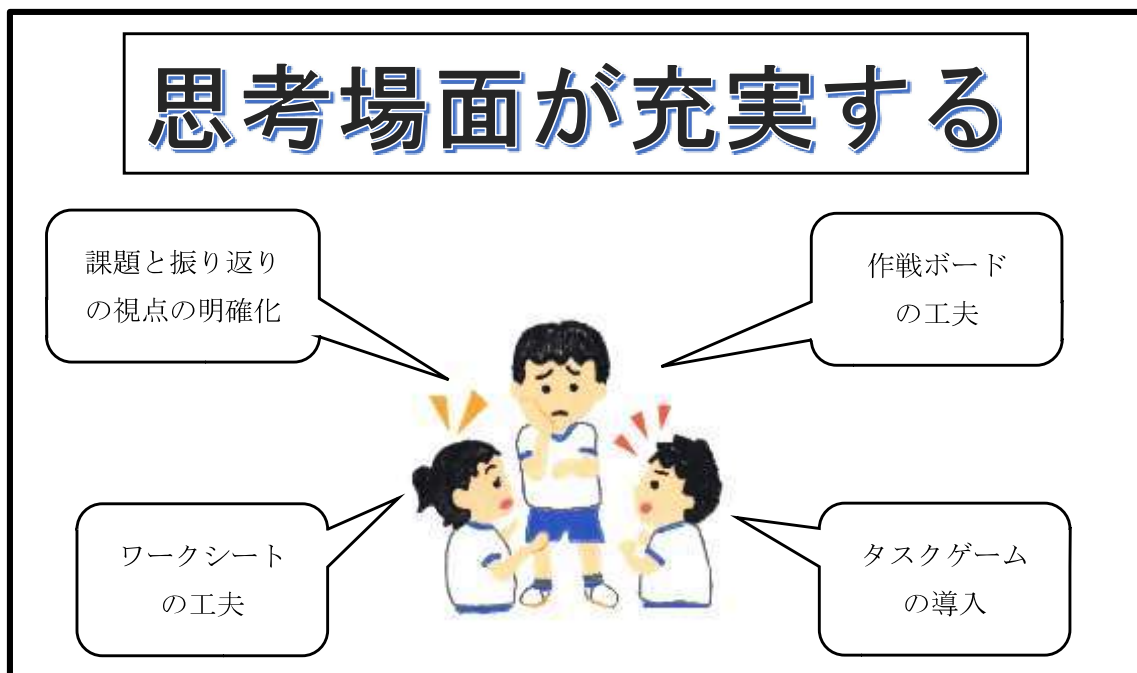 思考場面が充実する
課題と振り返り
の視点の明確化
作戦ボード
の工夫
ワークシート
の工夫
タスクゲーム
の導入